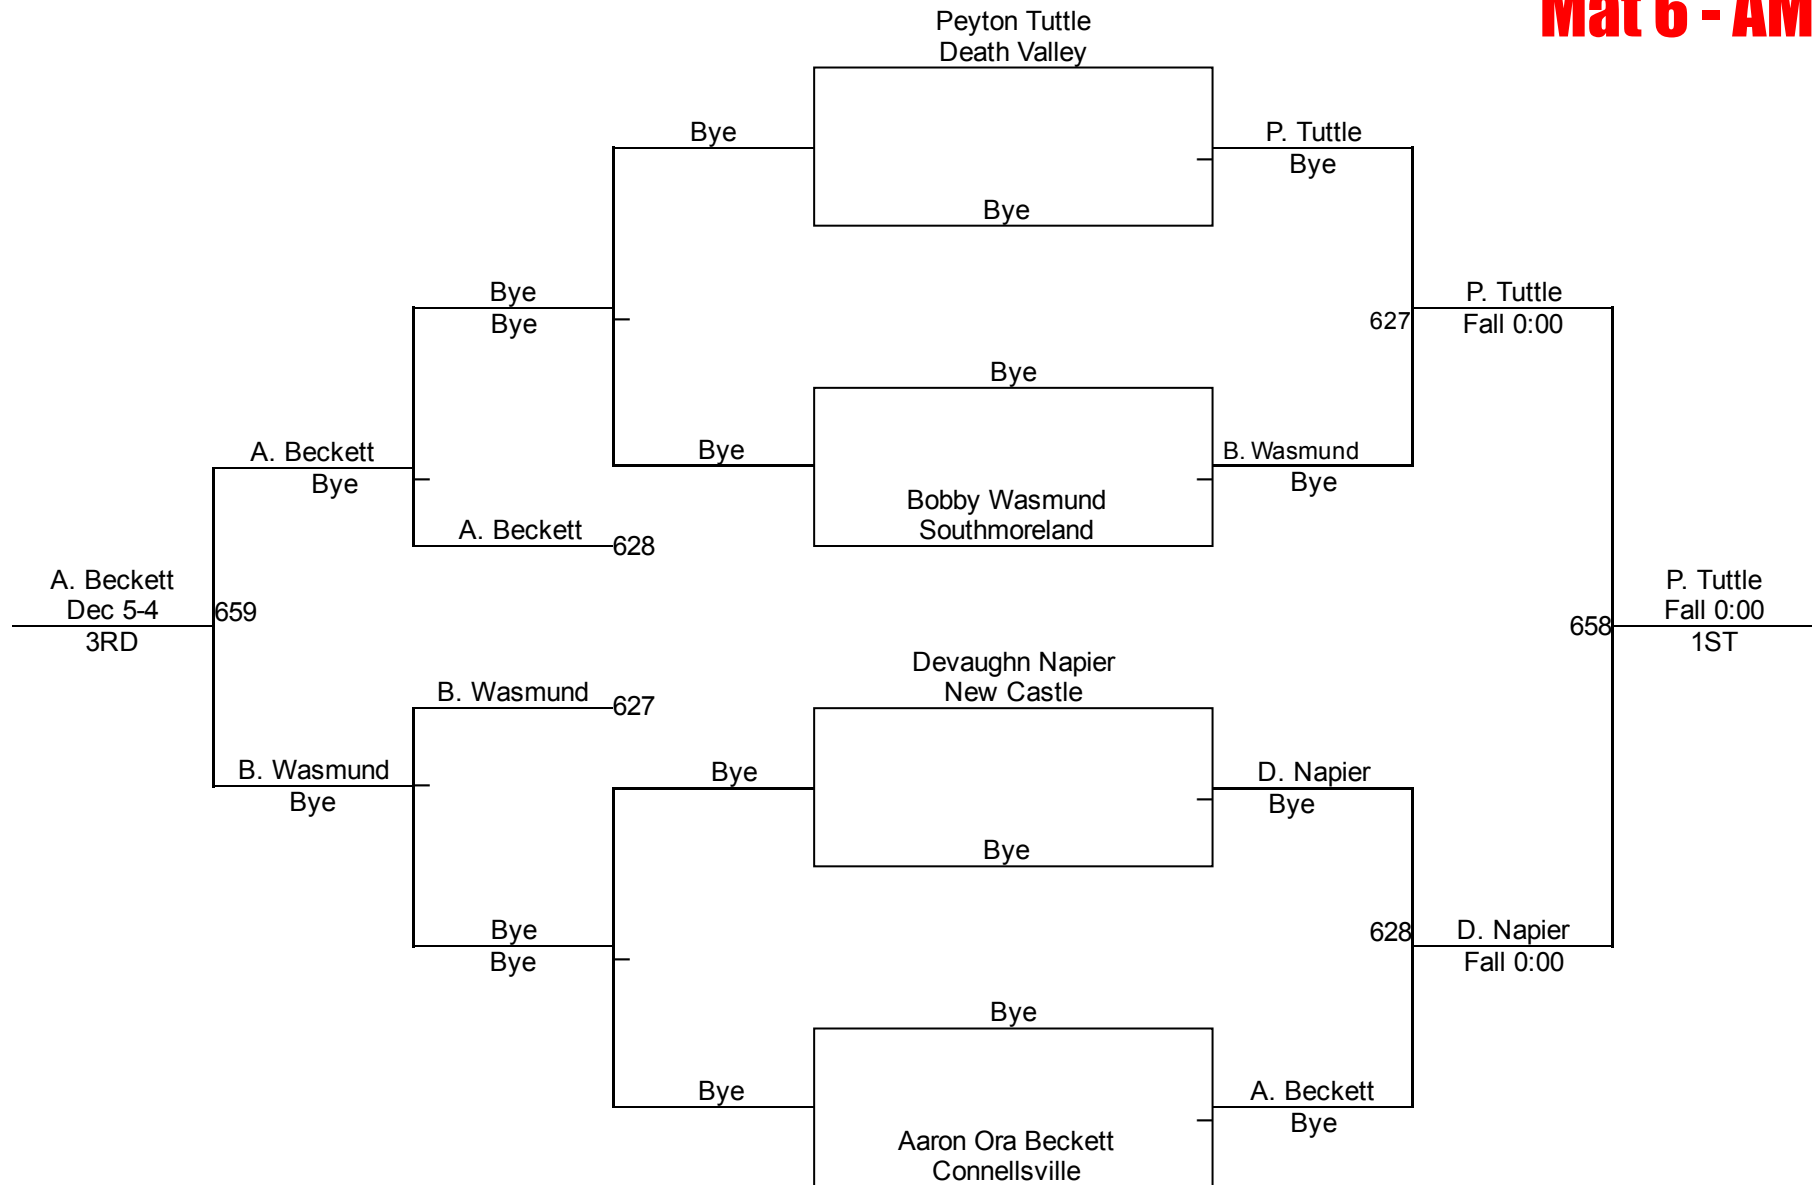 Mat 6 - AM
Peyton Tuttle
Death Valley
Bye
P. Tuttle
Bye
Bye
Bye
Bye
P. Tuttle
Fall 0:00
627
Bye
A. Beckett
Bye
Bye
B. Wasmund
Bye
Bobby Wasmund
Southmoreland
A. Beckett
628
A. Beckett
Dec 5-4
3RD
659
P. Tuttle
Fall 0:00
1ST
658
Devaughn Napier
New Castle
B. Wasmund
627
B. Wasmund
Bye
Bye
D. Napier
Bye
Bye
Bye
Bye
628
D. Napier
Fall 0:00
Bye
Bye
A. Beckett
Bye
Aaron Ora Beckett
Connellsville